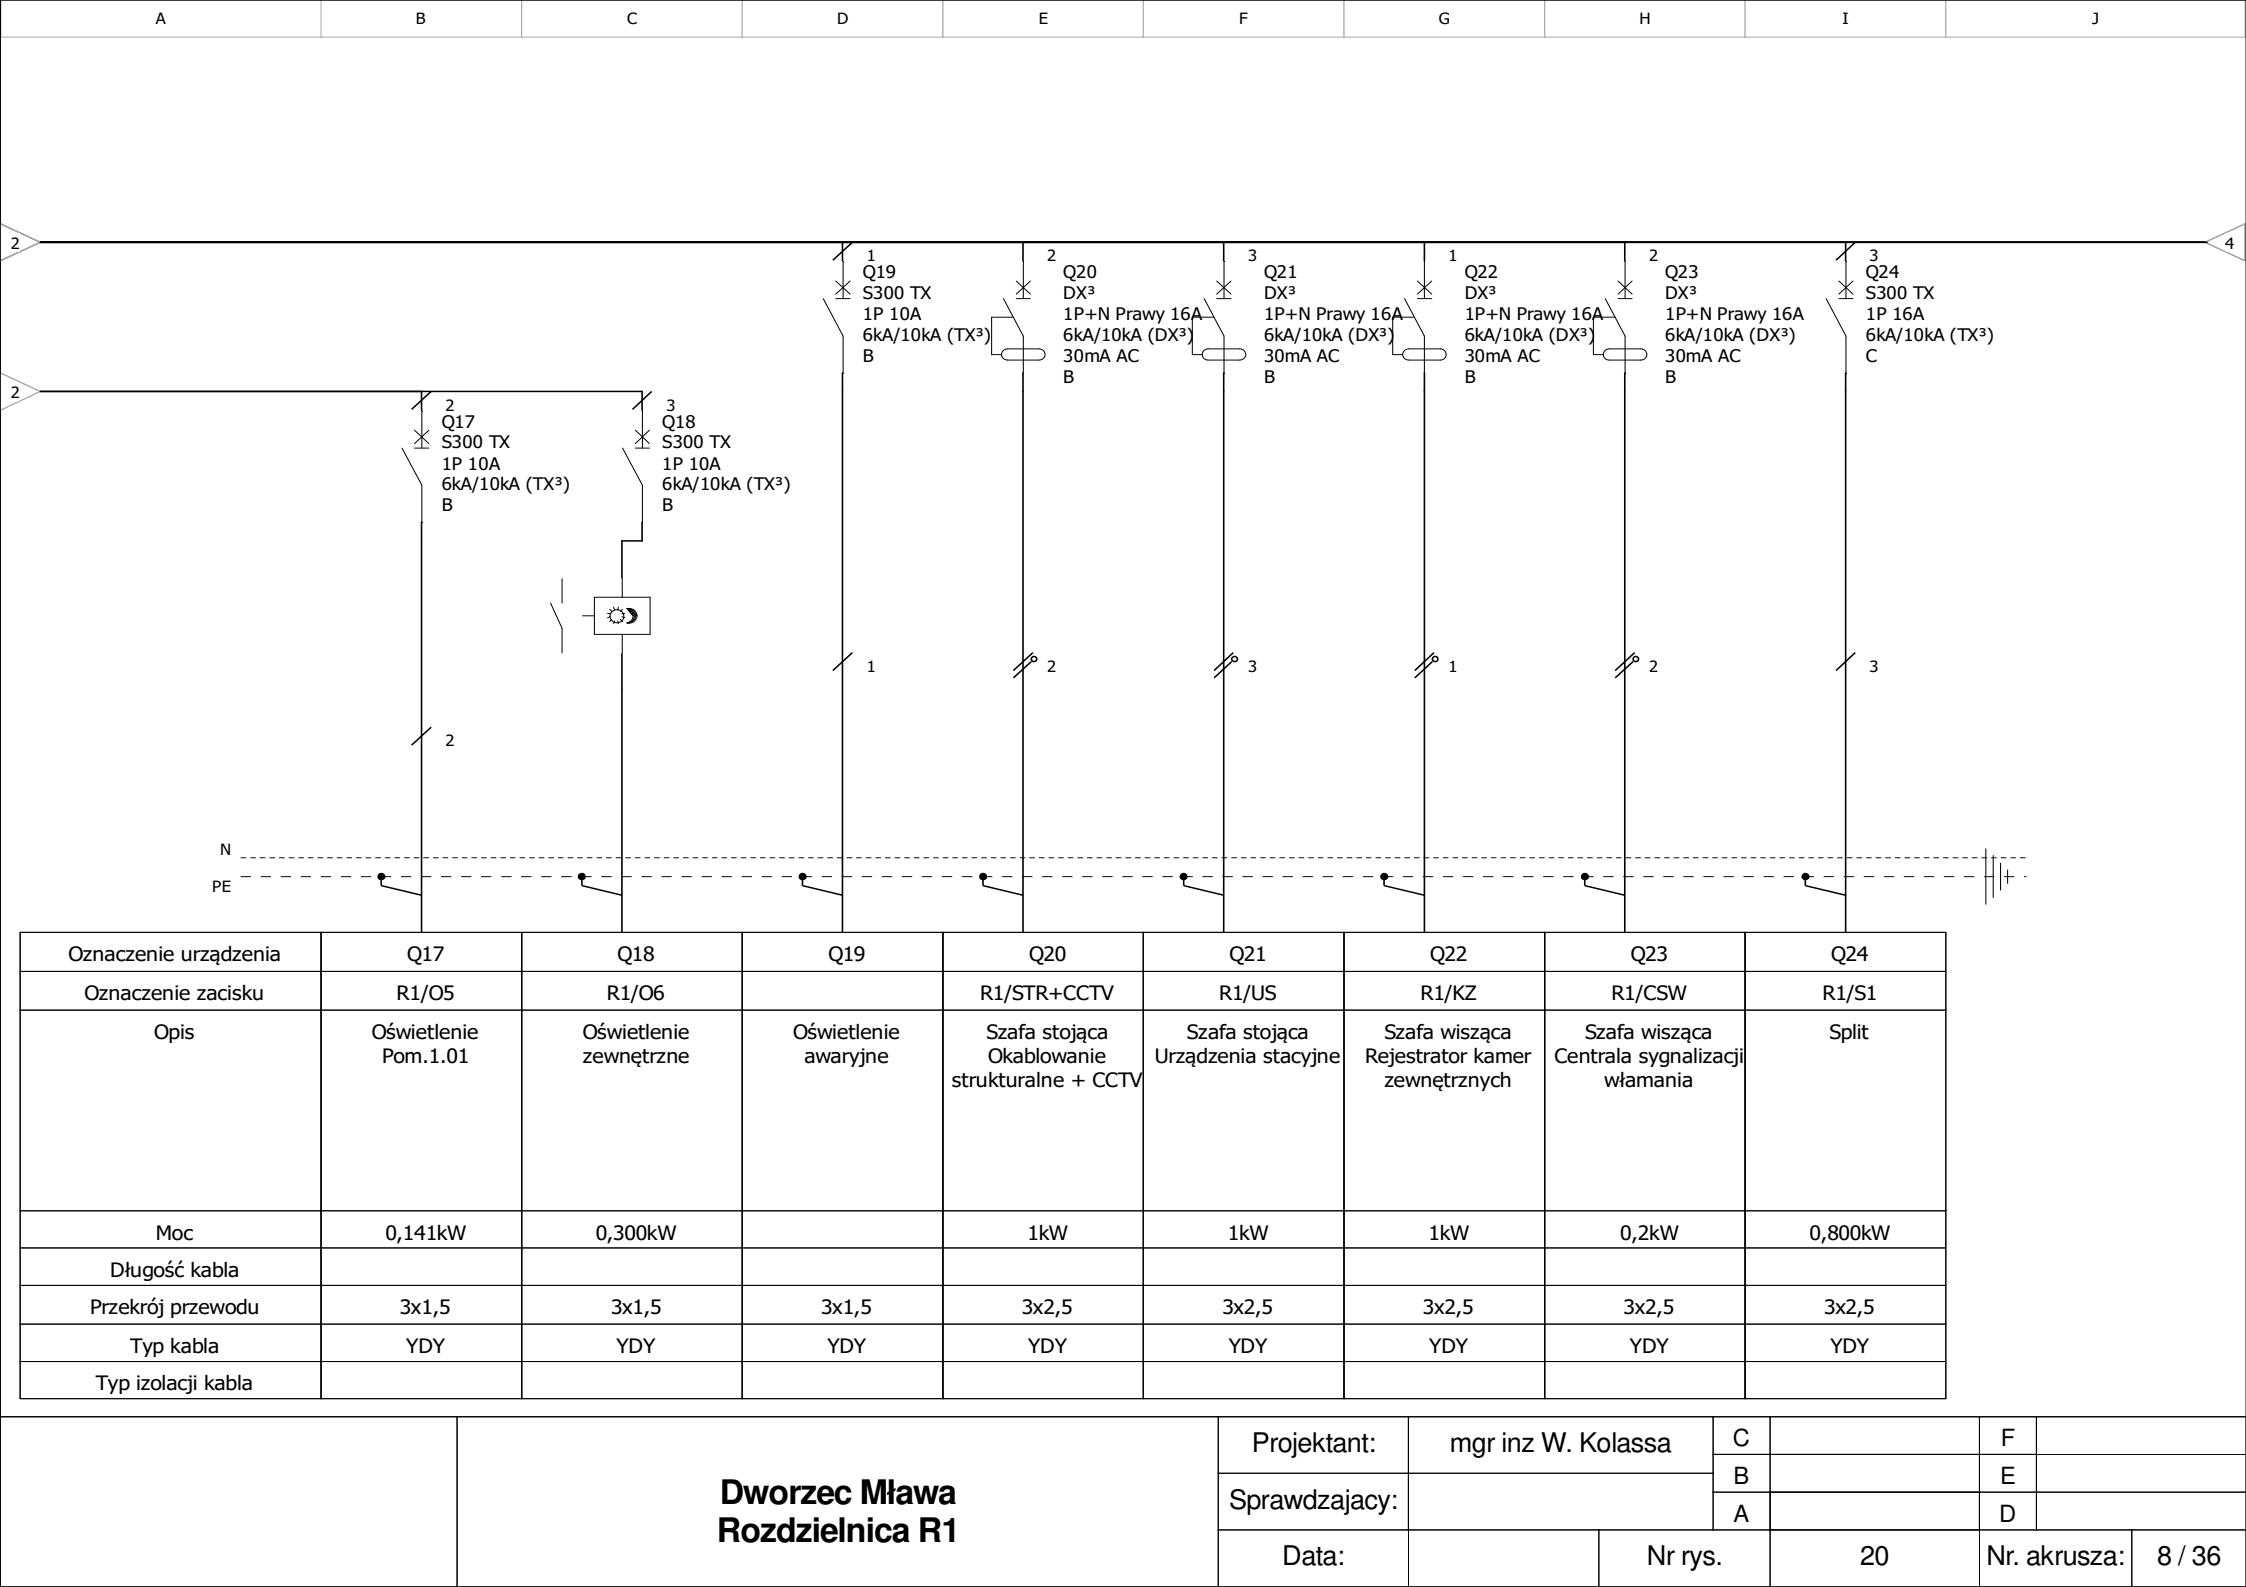 A B C D E F G H I J
2
4
1
Q19
S300 TX
1P 10A
6kA/10kA (TX³)
B
2
Q20
DX³
1P+N Prawy 16A
6kA/10kA (DX³)
30mA AC
B
3
Q21
DX³
1P+N Prawy 16A
6kA/10kA (DX³)
30mA AC
B
1
Q22
DX³
1P+N Prawy 16A
6kA/10kA (DX³)
30mA AC
B
2
Q23
DX³
1P+N Prawy 16A
6kA/10kA (DX³)
30mA AC
B
3
Q24
S300 TX
1P 16A
6kA/10kA (TX³)
C
2
2
Q17
S300 TX
1P 10A
6kA/10kA (TX³)
B
3
Q18
S300 TX
1P 10A
6kA/10kA (TX³)
B
1 2 3 1 2 3
2
N
PE
Oznaczenie urządzenia Q17 Q18 Q19 Q20 Q21 Q22 Q23 Q24
Oznaczenie zacisku R1/O5 R1/O6 R1/STR+CCTV R1/US R1/KZ R1/CSW R1/S1
Opis Oświetlenie Oświetlenie Oświetlenie Szafa stojąca Szafa stojąca Szafa wisząca Szafa wisząca Split
Pom.1.01 zewnętrzne awaryjne Okablowanie Urządzenia stacyjne Rejestrator kamer Centrala sygnalizacji
strukturalne + CCTV zewnętrznych włamania
Moc 0,141kW 0,300kW 1kW 1kW 1kW 0,2kW 0,800kW
Długość kabla
Przekrój przewodu 3x1,5 3x1,5 3x1,5 3x2,5 3x2,5 3x2,5 3x2,5 3x2,5
Typ kabla YDY YDY YDY YDY YDY YDY YDY YDY
Typ izolacji kabla
Dworzec Mława
Rozdzielnica R1
Projektant: mgr inz W. Kolassa C F
B E
Sprawdzajacy:
A D
Data: Nr rys. 20 Nr. akrusza: 8 / 36